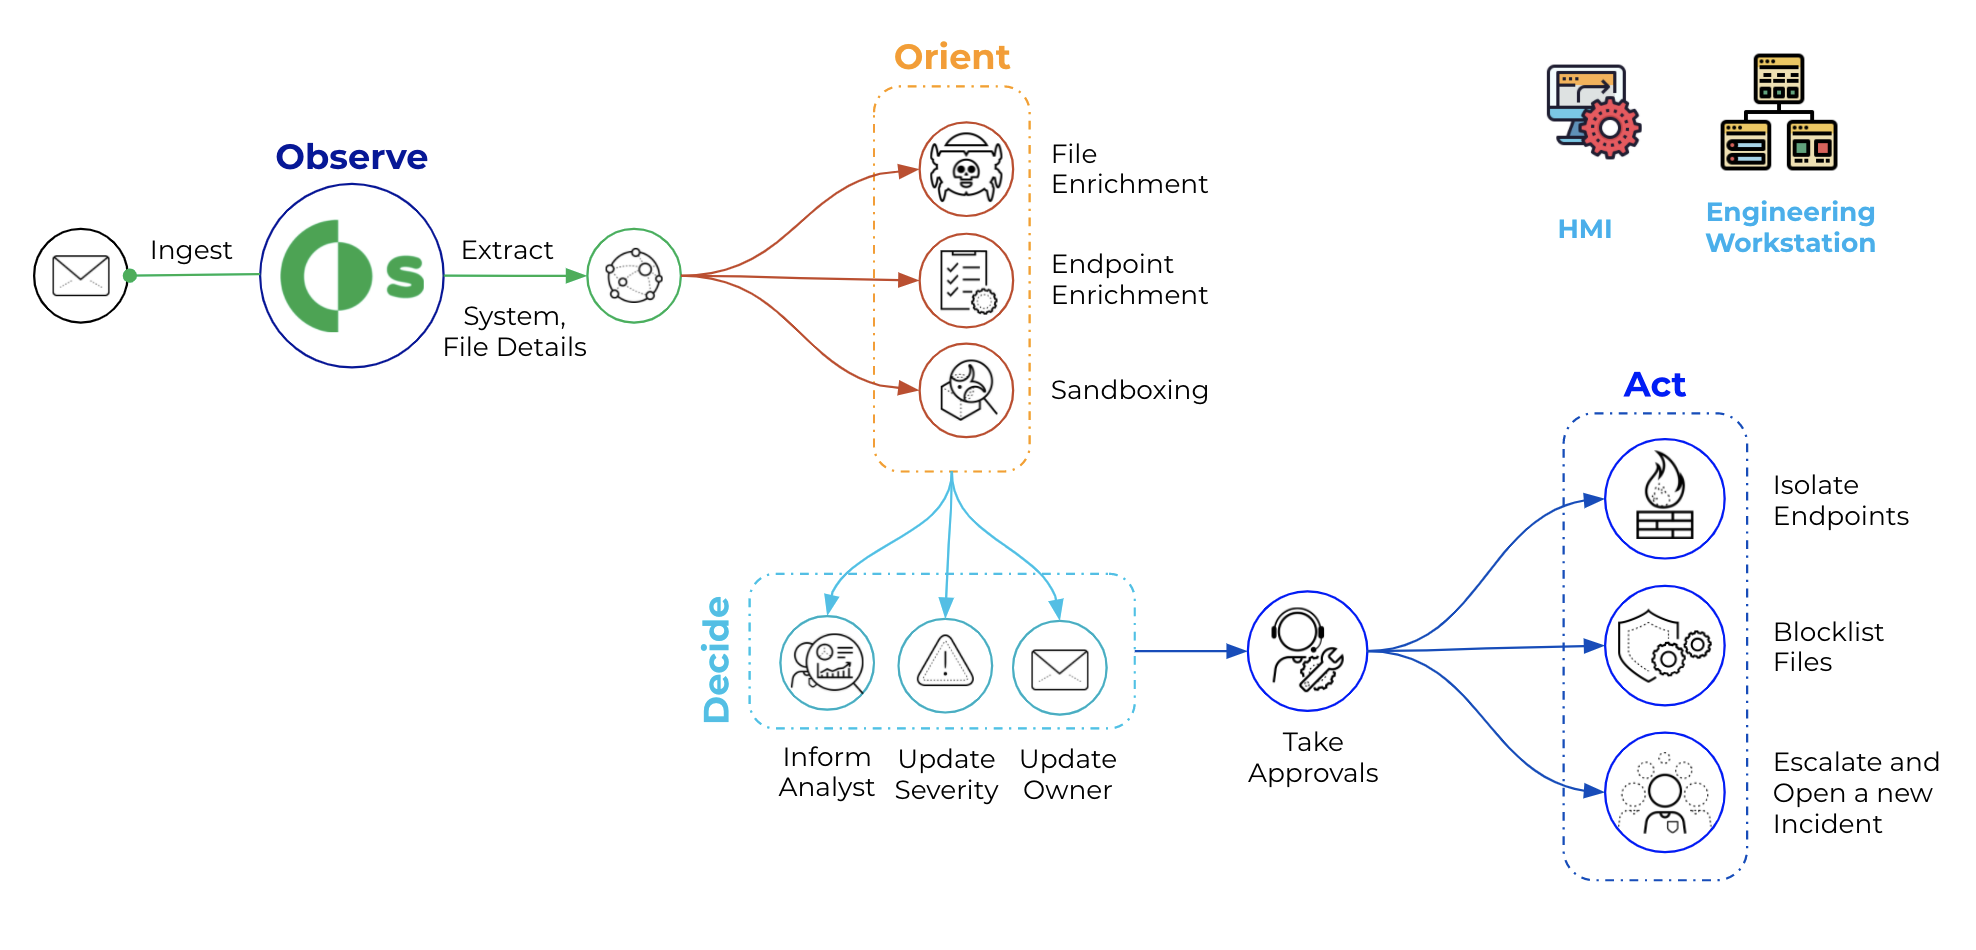 Observe
Ingest
s
Extract
System,
File Details
Orient
File
Enrichment
Endpoint
Enrichment
Sandboxing
HMI
Engineering
Workstation
Decide
Inform
Analyst
Update
Severity
Update
Owner
Take
Approvals
Act
Isolate
Endpoints
Blocklist
Files
Escalate and
Open a new
Incident